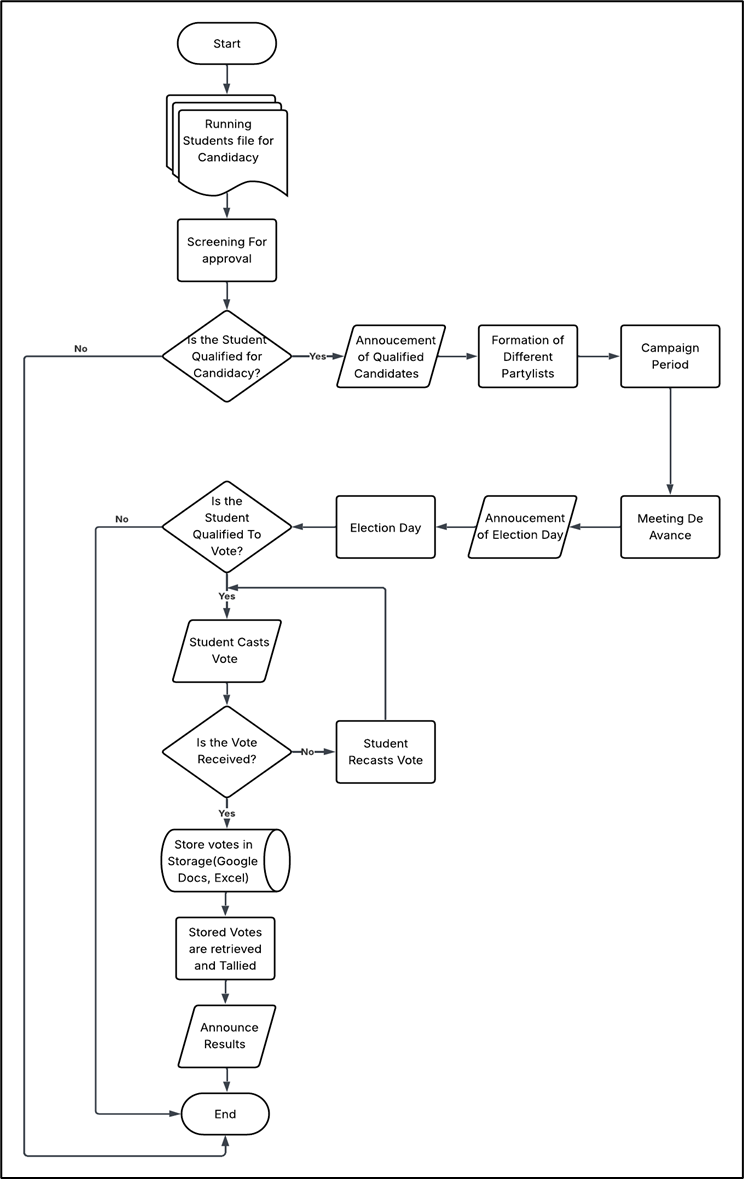 Start
Running
Students file for
Candidacy
Screening For
approval
Is the Student
Qualified for
Candidacy?
No
Yes
Annoucement
of Qualified
Candidates
Formation of
Different
Partylists
Campaign
Period
Meeting De
Avance
Annoucement
of Election Day
Election Day
Is the
Student
Qualified To
Vote?
No
Yes
Student Casts
Vote
Is the Vote
Received?
No
Student
Recasts Vote
Yes
Store votes in
Storage(Google
Docs, Excel)
Stored Votes
are retrieved
and Tallied
Announce
Results
End